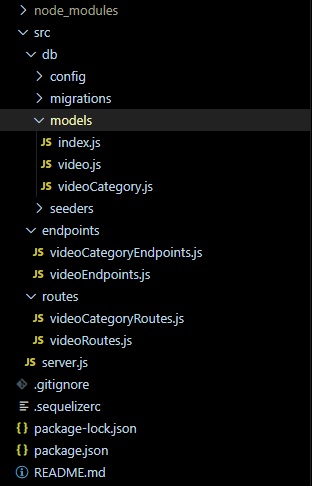 node_modules
src
db
config
migrations
models
JS index.js
JS video.js
JS videoCategory.js
seeders
endpoints
JS videoCategoryEndpoints.js
JS videoEndpoints.js
routes
JS videoCategoryRoutes.js
JS videoRoutes.js
JS server.js
.gitignore
.sequelizerc
{} package-lock.json
{} package.json
README.md